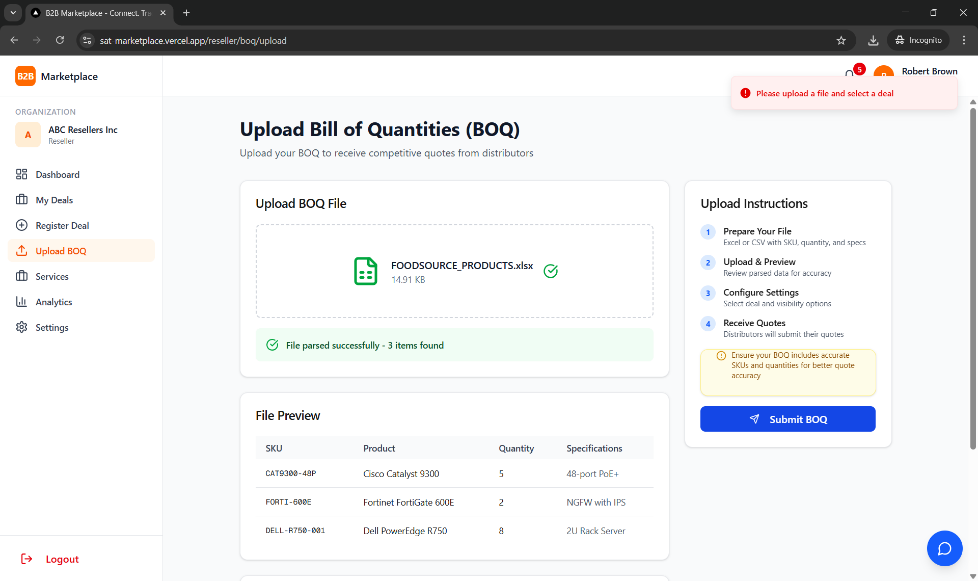 B2B Marketplace - Connect. Tra
sat-marketplace.vercel.app/reseller/boq/upload
Incognito
B2B Marketplace
5
Robert Brown
Please upload a file and select a deal
ORGANIZATION
A
ABC Resellers Inc
Reseller
Dashboard
My Deals
Register Deal
Upload BOQ
Services
Analytics
Settings
Logout
Upload Bill of Quantities (BOQ)
Upload your BOQ to receive competitive quotes from distributors
Upload BOQ File
FOODSOURCE_PRODUCTS.xlsx
14.91 KB
File parsed successfully - 3 items found
File Preview
SKU Product Quantity Specifications
CAT9300-48P Cisco Catalyst 9300 5 48-port PoE+
FORTI-600E Fortinet FortiGate 600E 2 NGFW with IPS
DELL-R750-001 Dell PowerEdge R750 8 2U Rack Server
Upload Instructions
1 Prepare Your File
Excel or CSV with SKU, quantity, and specs
2 Upload & Preview
Review parsed data for accuracy
3 Configure Settings
Select deal and visibility options
4 Receive Quotes
Distributors will submit their quotes
Ensure your BOQ includes accurate
SKUs and quantities for better quote
accuracy
Submit BOQ